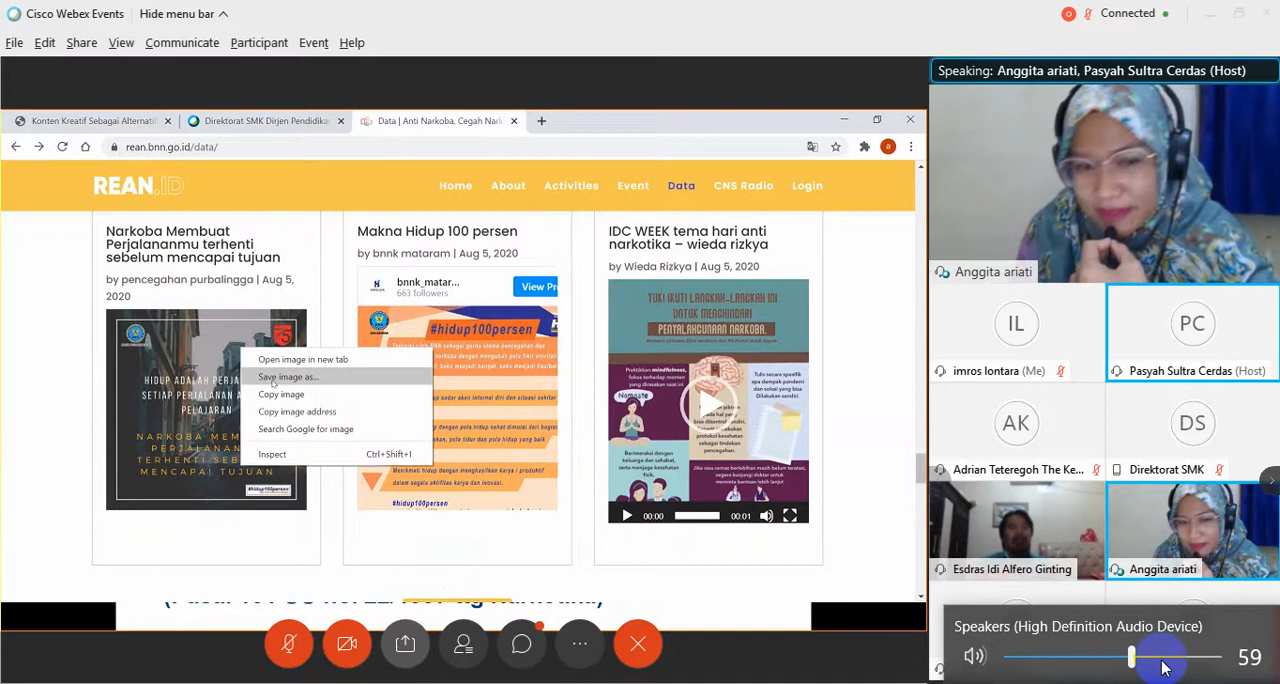 Cisco Webex Events Hide menu bar Connected
File Edit Share View Communicate Participant Event Help
Speaking: Anggita ariati, Pasyah Sultra Cerdas (Host)
Konten Kreatif Sebagai Alternatif Direktorat SMK Dirjen Pendidika Data | Anti Narkoba, Cegah Nark
rean.bnn.go.id/data/
a
REAN.ID
Home About Activities Event Data CNS Radio Login
Narkoba Membuat
Perjalananmu terhenti
sebelum mencapai tujuan
by pencegahan purbalingga | Aug 5,
2020
HIDUP ADALAH PERJA
SETIAP PERJALANAN A
PELAJARAN
NARKOBA MEM
PERJALANAN
TERHENTI SEBE
MENCAPAI TUJUAN
#hidup100persen
Open image in new tab
Save image as...
Copy image
Copy image address
Search Google for image
Inspect Ctrl+Shift+I
Makna Hidup 100 persen
by bnnk mataram | Aug 5, 2020
bnnk_matar...
663 followers
View Pr
#hidup100persen
#hidup100persen
IDC WEEK tema hari anti
narkotika – wieda rizkya
by Wieda Rizkya | Aug 5, 2020
YUK! IKUTI LANGKAH-LANGKAH INI
UNTUK MENGHINDARI
PENYALAHGUNAAN NARKOBA.
Namaste
00:00 00:01
Anggita ariati
IL
imros lontara (Me)
PC
Pasyah Sultra Cerdas (Host)
AK
Adrian Teteregoh The Ke...
DS
Direktorat SMK
Esdras Idi Alfero Ginting
Anggita ariati
Speakers (High Definition Audio Device)
59